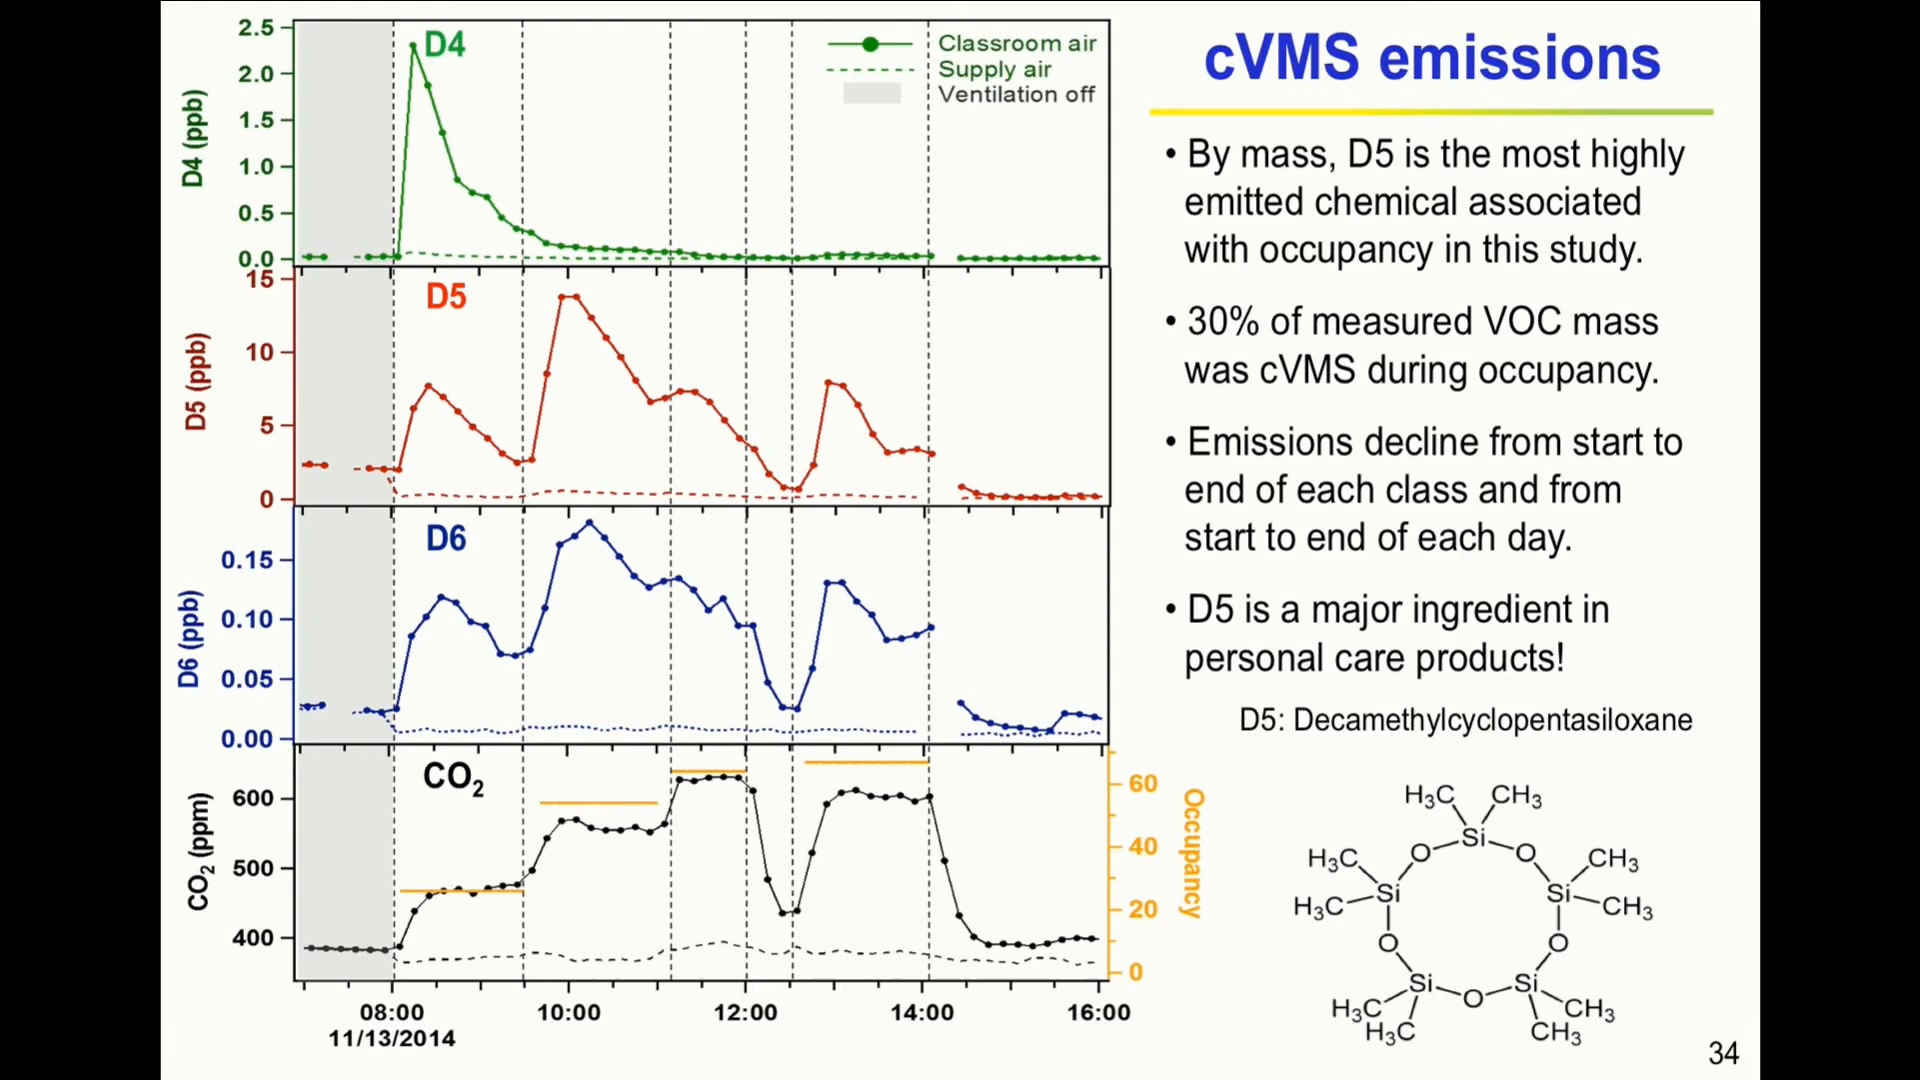 cVMS emissions
• By mass, D5 is the most highly
emitted chemical associated
with occupancy in this study.
• 30% of measured VOC mass
was cVMS during occupancy.
• Emissions decline from start to
end of each class and from
start to end of each day.
• D5 is a major ingredient in
personal care products!
D5: Decamethylcyclopentasiloxane
D4
Classroom air
Supply air
Ventilation off
D4 (ppb)
2.5
2.0
1.5
1.0
0.5
0.0
D5
D5 (ppb)
15
10
5
0
D6
D6 (ppb)
0.15
0.10
0.05
0.00
CO2
CO2 (ppm)
600
500
400
60
40
20
0
Occupancy
08:00 10:00 12:00 14:00 16:00
11/13/2014
H3C CH3
Si
O O
H3C CH3
Si Si
H3C CH3
O O
Si Si
O
H3C CH3
H3C CH3
34